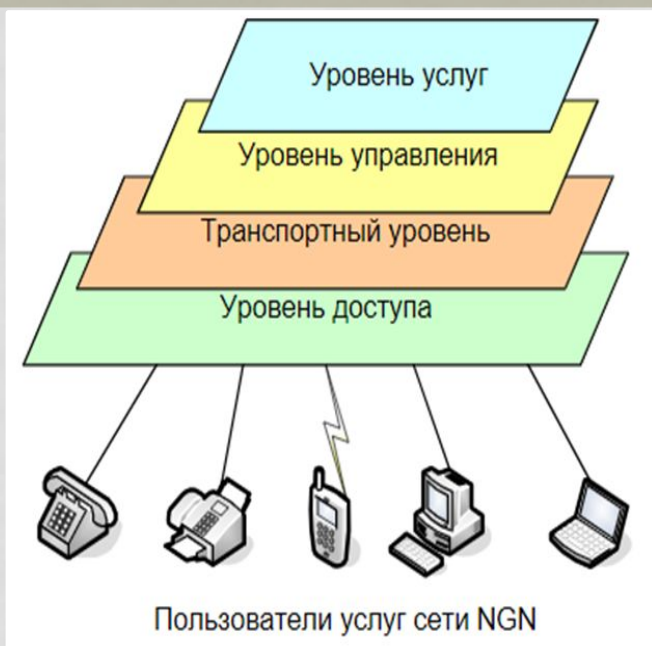 Уровень услуг
Уровень управления
Транспортный уровень
Уровень доступа
Пользователи услуг сети NGN